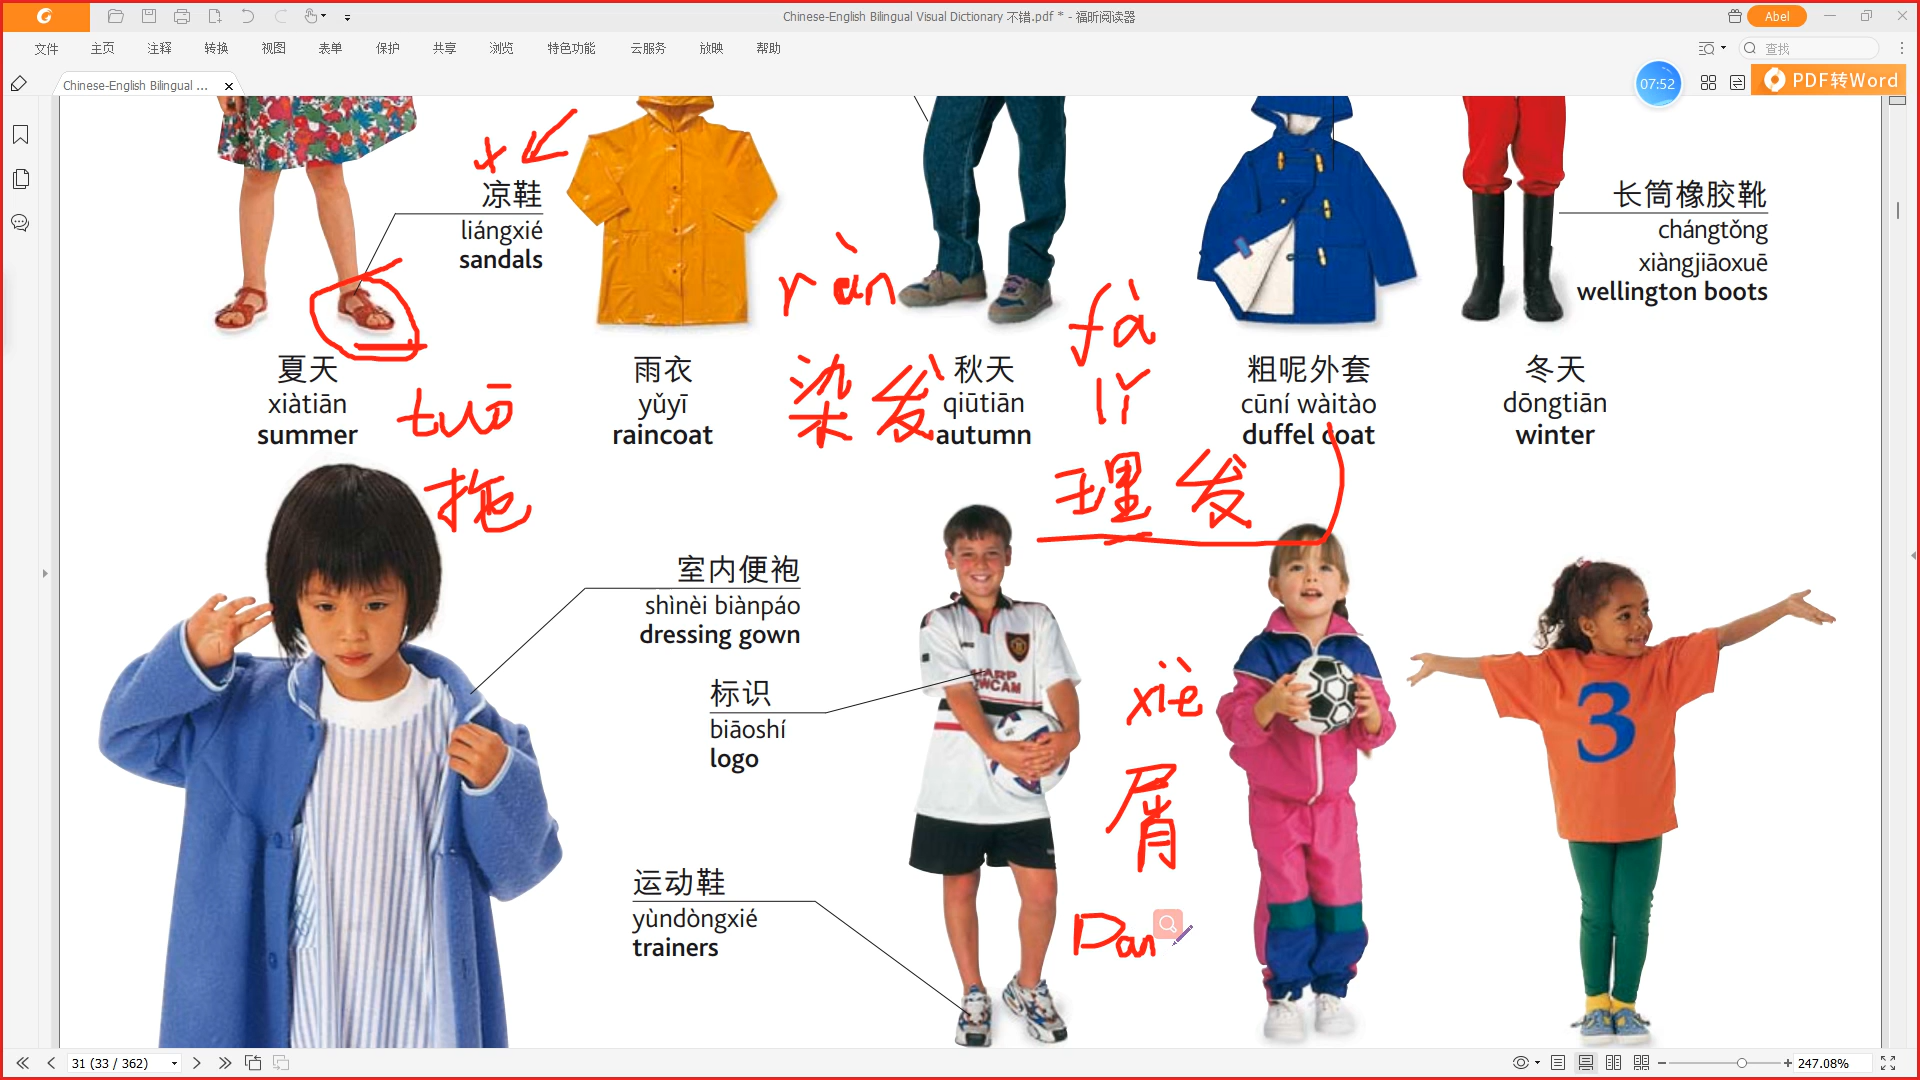 Chinese-English Bilingual Visual Dictionary 不错.pdf * - 福昕阅读器
Abel
文件 主页 注释 转换 视图 表单 保护 共享 浏览 特色功能 云服务 放映 帮助
查找
Chinese-English Bilingual ...
07:52
PDF转Word
x
凉鞋
liángxié
sandals
长筒橡胶靴
chángtǒng
xiàngjiāoxuē
wellington boots
夏天
xiàtiān
summer
雨衣
yǔyī
raincoat
秋天
qiūtiān
autumn
粗呢外套
cūní wàitào
duffel coat
冬天
dōngtiān
winter
tuō
拖
ràn
染发
fà
lǐ
理发
室内便袍
shìnèi biànpáo
dressing gown
标识
biāoshí
logo
运动鞋
yùndòngxié
trainers
xiè
屑
Dan
3
31 (33 / 362)
247.08%